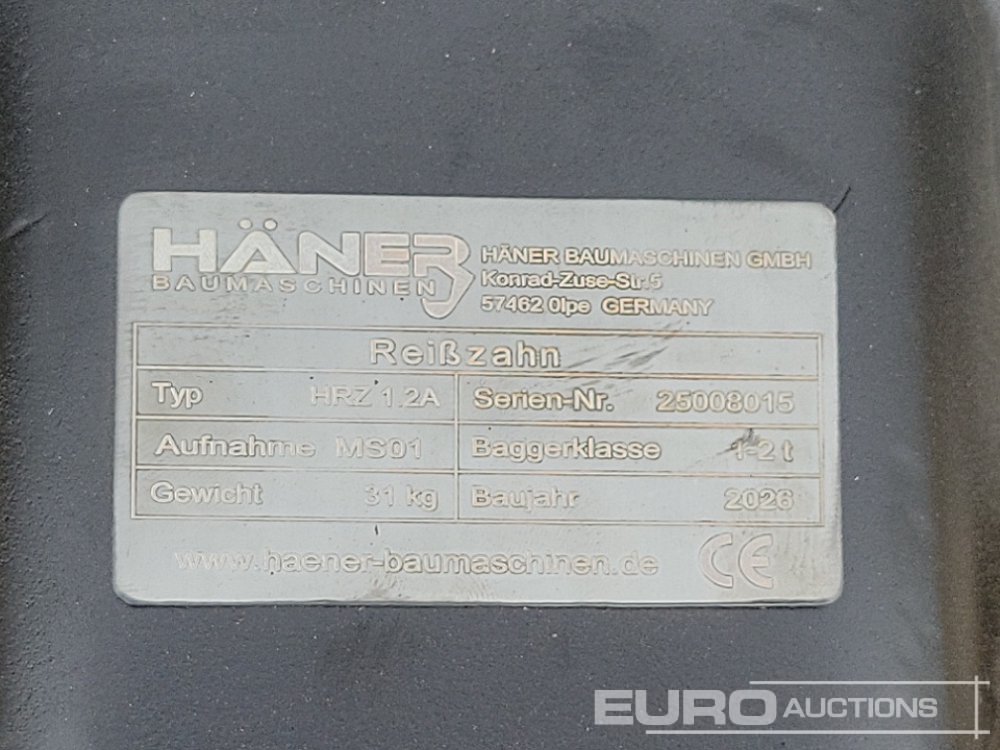 HÄNER
BAUMASCHINEN
HÄNER BAUMASCHINEN GMBH
Konrad-Zuse-Str.5
57462 Olpe GERMANY
Reißzahn
Typ HRZ 1.2A Serien-Nr. 25008015
Aufnahme MS01 Baggerklasse 1-2 t
Gewicht 31 kg Baujahr 2026
www.haener-baumaschinen.de CE
EURO AUCTIONS